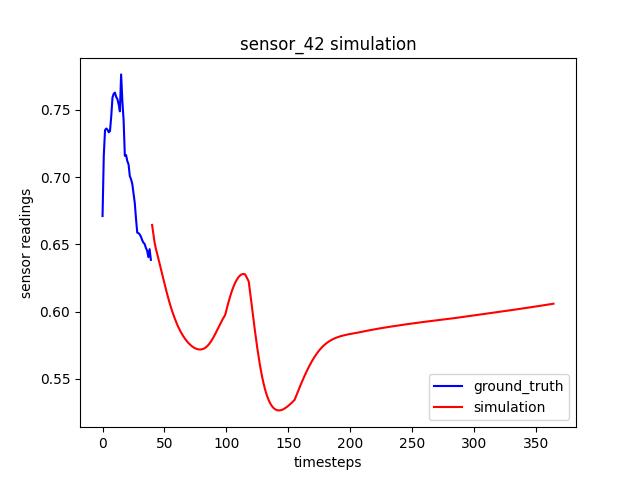 sensor_42 simulation
sensor readings
0.75
0.70
0.65
0.60
0.55
0 50 100 150 200 250 300 350
timesteps
ground_truth
simulation